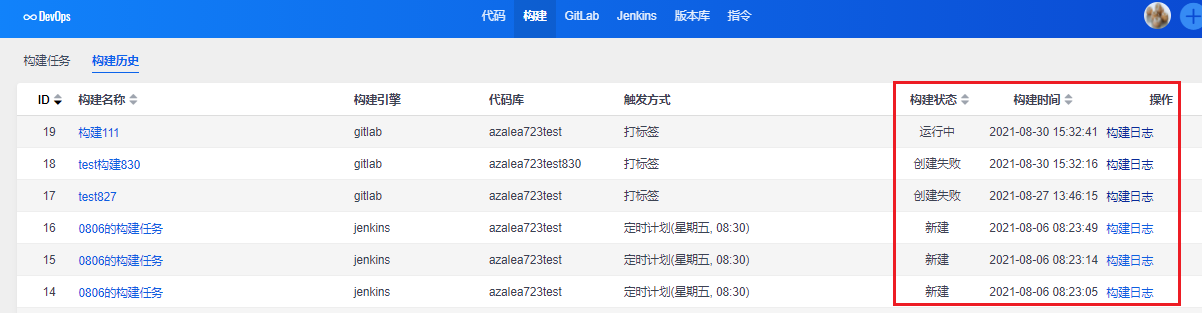 DevOps 代码 构建 GitLab Jenkins 版本库 指令
构建任务 构建历史
ID 构建名称 构建引擎 代码库 触发方式 构建状态 构建时间 操作
19 构建111 gitlab azalea723test 打标签 运行中 2021-08-30 15:32:41 构建日志
18 test构建830 gitlab azalea723test830 打标签 创建失败 2021-08-30 15:32:16 构建日志
17 test827 gitlab azalea723test 打标签 创建失败 2021-08-27 13:46:15 构建日志
16 0806的构建任务 jenkins azalea723test 定时计划(星期五, 08:30) 新建 2021-08-06 08:23:49 构建日志
15 0806的构建任务 jenkins azalea723test 定时计划(星期五, 08:30) 新建 2021-08-06 08:23:14 构建日志
14 0806的构建任务 jenkins azalea723test 定时计划(星期五, 08:30) 新建 2021-08-06 08:23:05 构建日志